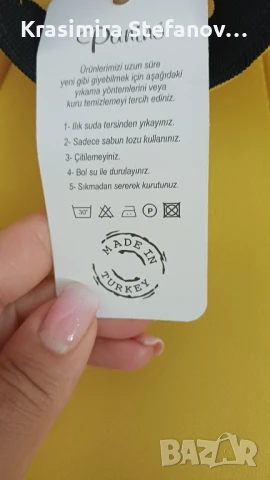 Krasimira Stefanov...
Ürünlerimizi uzun süre
yeni gibi giyebilmek için aşağıdaki
yıkama yöntemlerini veya
kuru temizlemeyi tercih ediniz.
1- Ilık suda tersinden yıkayınız.
2- Sadece sabun tozu kullanınız.
3- Çitilemeyiniz.
4- Bol su ile durulayınız.
5- Sıkmadan sererek kurutunuz.
30° P
MADE IN
TURKEY
BAZAR